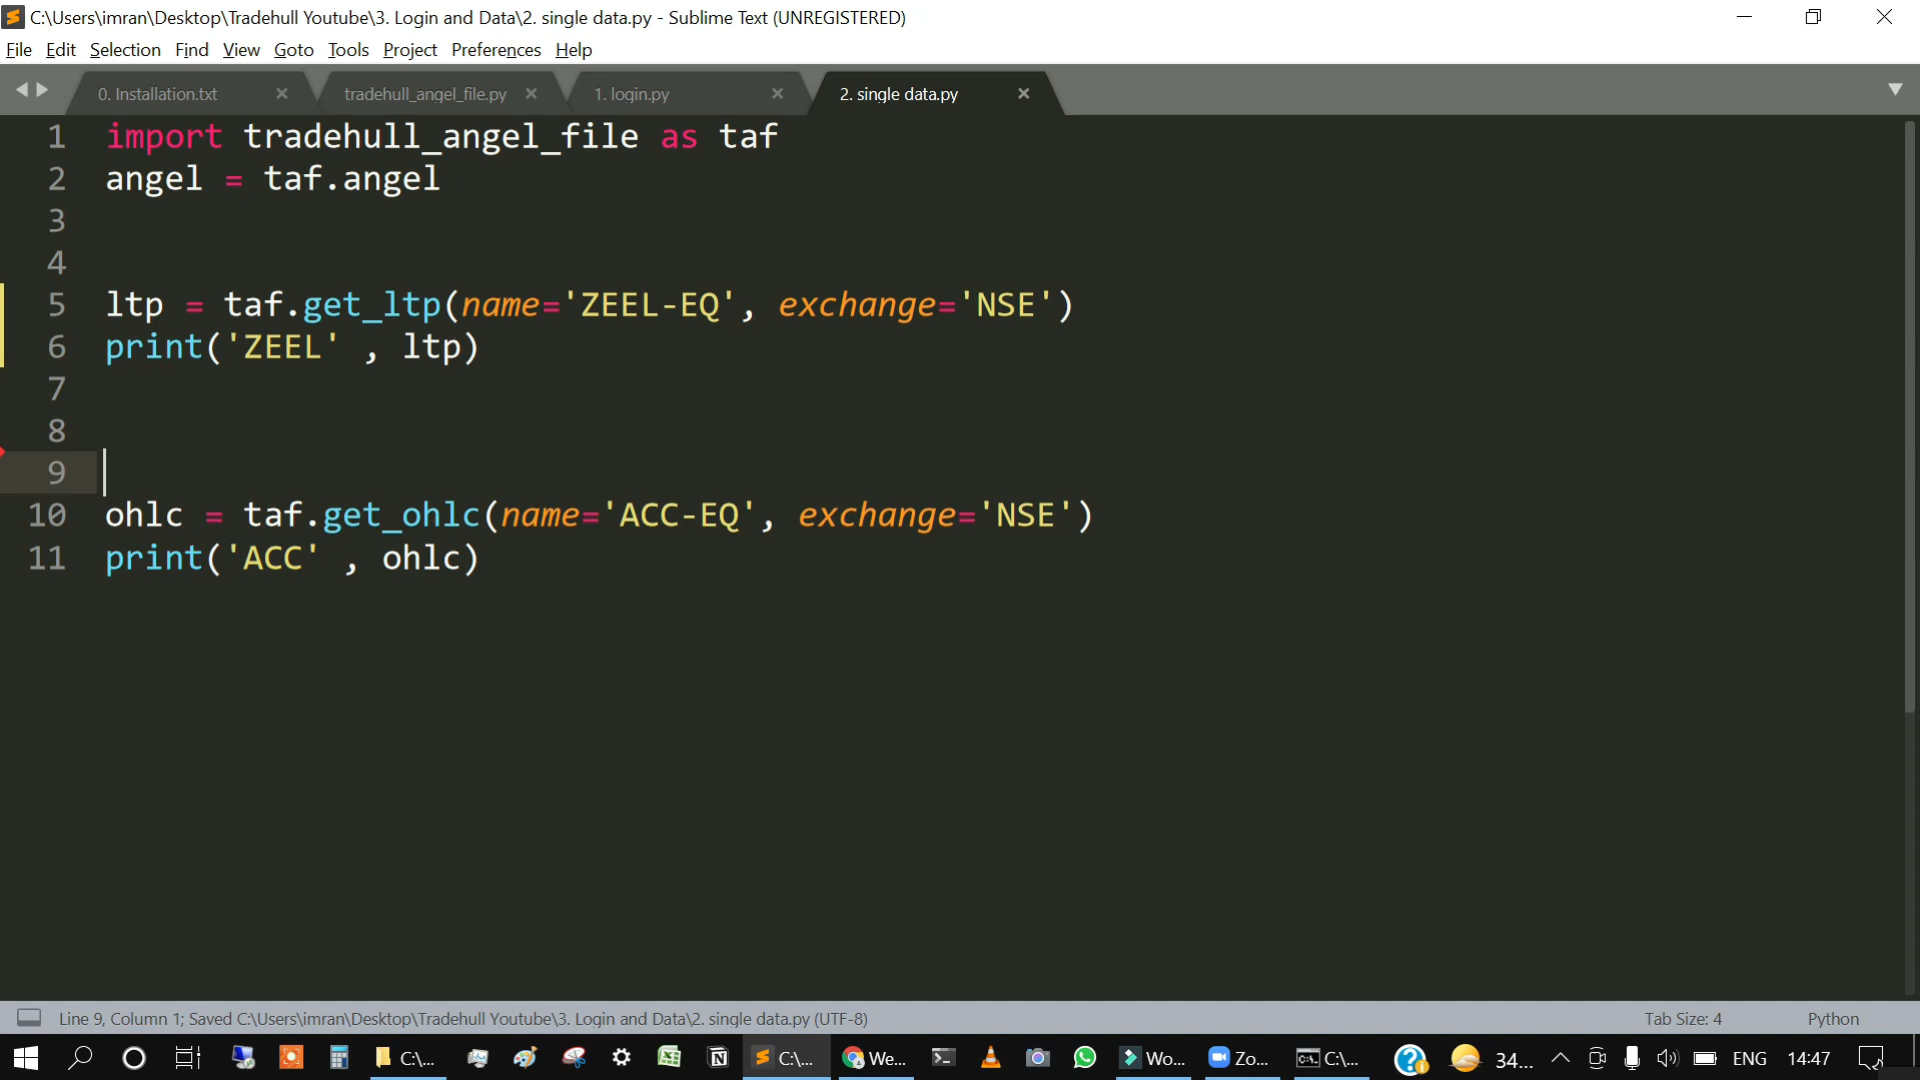 C:\Users\imran\Desktop\Tradehull Youtube\3. Login and Data\2. single data.py - Sublime Text (UNREGISTERED)
File Edit Selection Find View Goto Tools Project Preferences Help
0. Installation.txt tradehull_angel_file.py 1. login.py 2. single data.py
1 import tradehull_angel_file as taf
2 angel = taf.angel
3
4
5 ltp = taf.get_ltp(name='ZEEL-EQ', exchange='NSE')
6 print('ZEEL' , ltp)
7
8
9
10 ohlc = taf.get_ohlc(name='ACC-EQ', exchange='NSE')
11 print('ACC' , ohlc)
Line 9, Column 1; Saved C:\Users\imran\Desktop\Tradehull Youtube\3. Login and Data\2. single data.py (UTF-8) Tab Size: 4 Python
C:\... C:\... We... Wo... Zo... C:\... 34... ENG 14:47